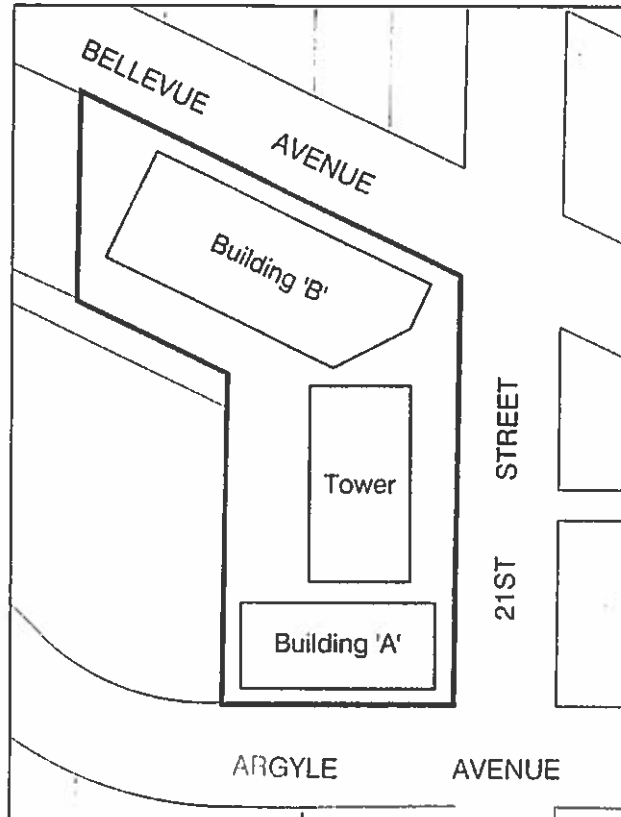 BELLEVUE AVENUE
Building 'B'
Tower
21ST STREET
Building 'A'
ARGYLE AVENUE